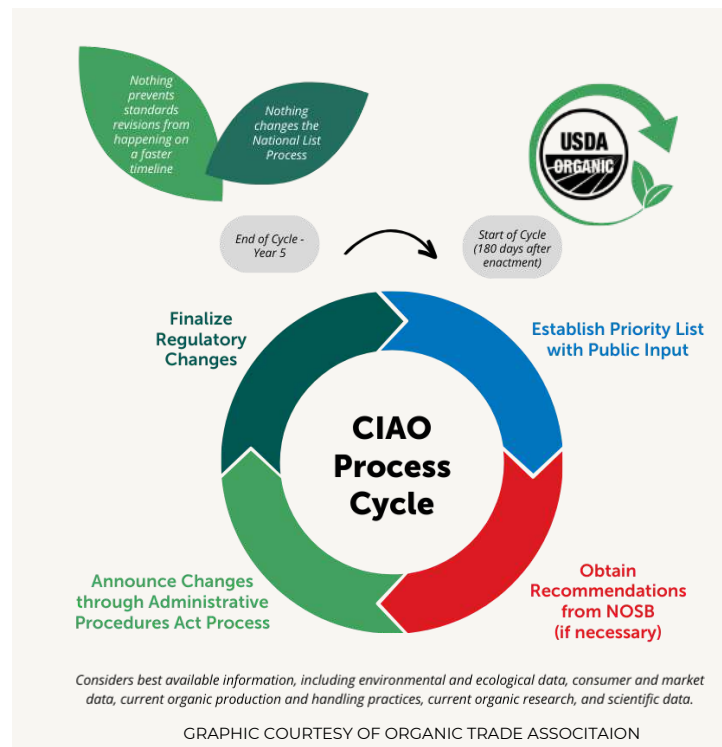 Nothing
prevents
standards
revisions from
happening on
a faster
timeline
Nothing
changes the
National List
Process
USDA
ORGANIC
End of Cycle -
Year 5
Start of Cycle
(180 days after
enactment)
Finalize
Regulatory
Changes
Establish Priority List
with Public Input
CIAO
Process
Cycle
Announce Changes
through Administrative
Procedures Act Process
Obtain
Recommendations
from NOSB
(if necessary)
Considers best available information, including environmental and ecological data, consumer and market
data, current organic production and handling practices, current organic research, and scientific data.
GRAPHIC COURTESY OF ORGANIC TRADE ASSOCITAION